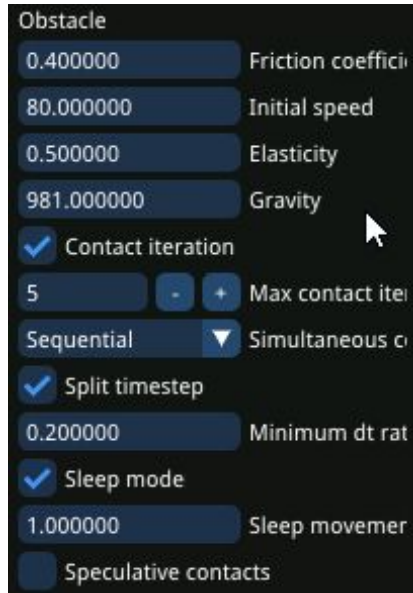 Obstacle
0.400000 Friction coeffici
80.000000 Initial speed
0.500000 Elasticity
981.000000 Gravity
Contact iteration
5 - + Max contact ite
Sequential Simultaneous c
Split timestep
0.200000 Minimum dt rat
Sleep mode
1.000000 Sleep movemer
Speculative contacts